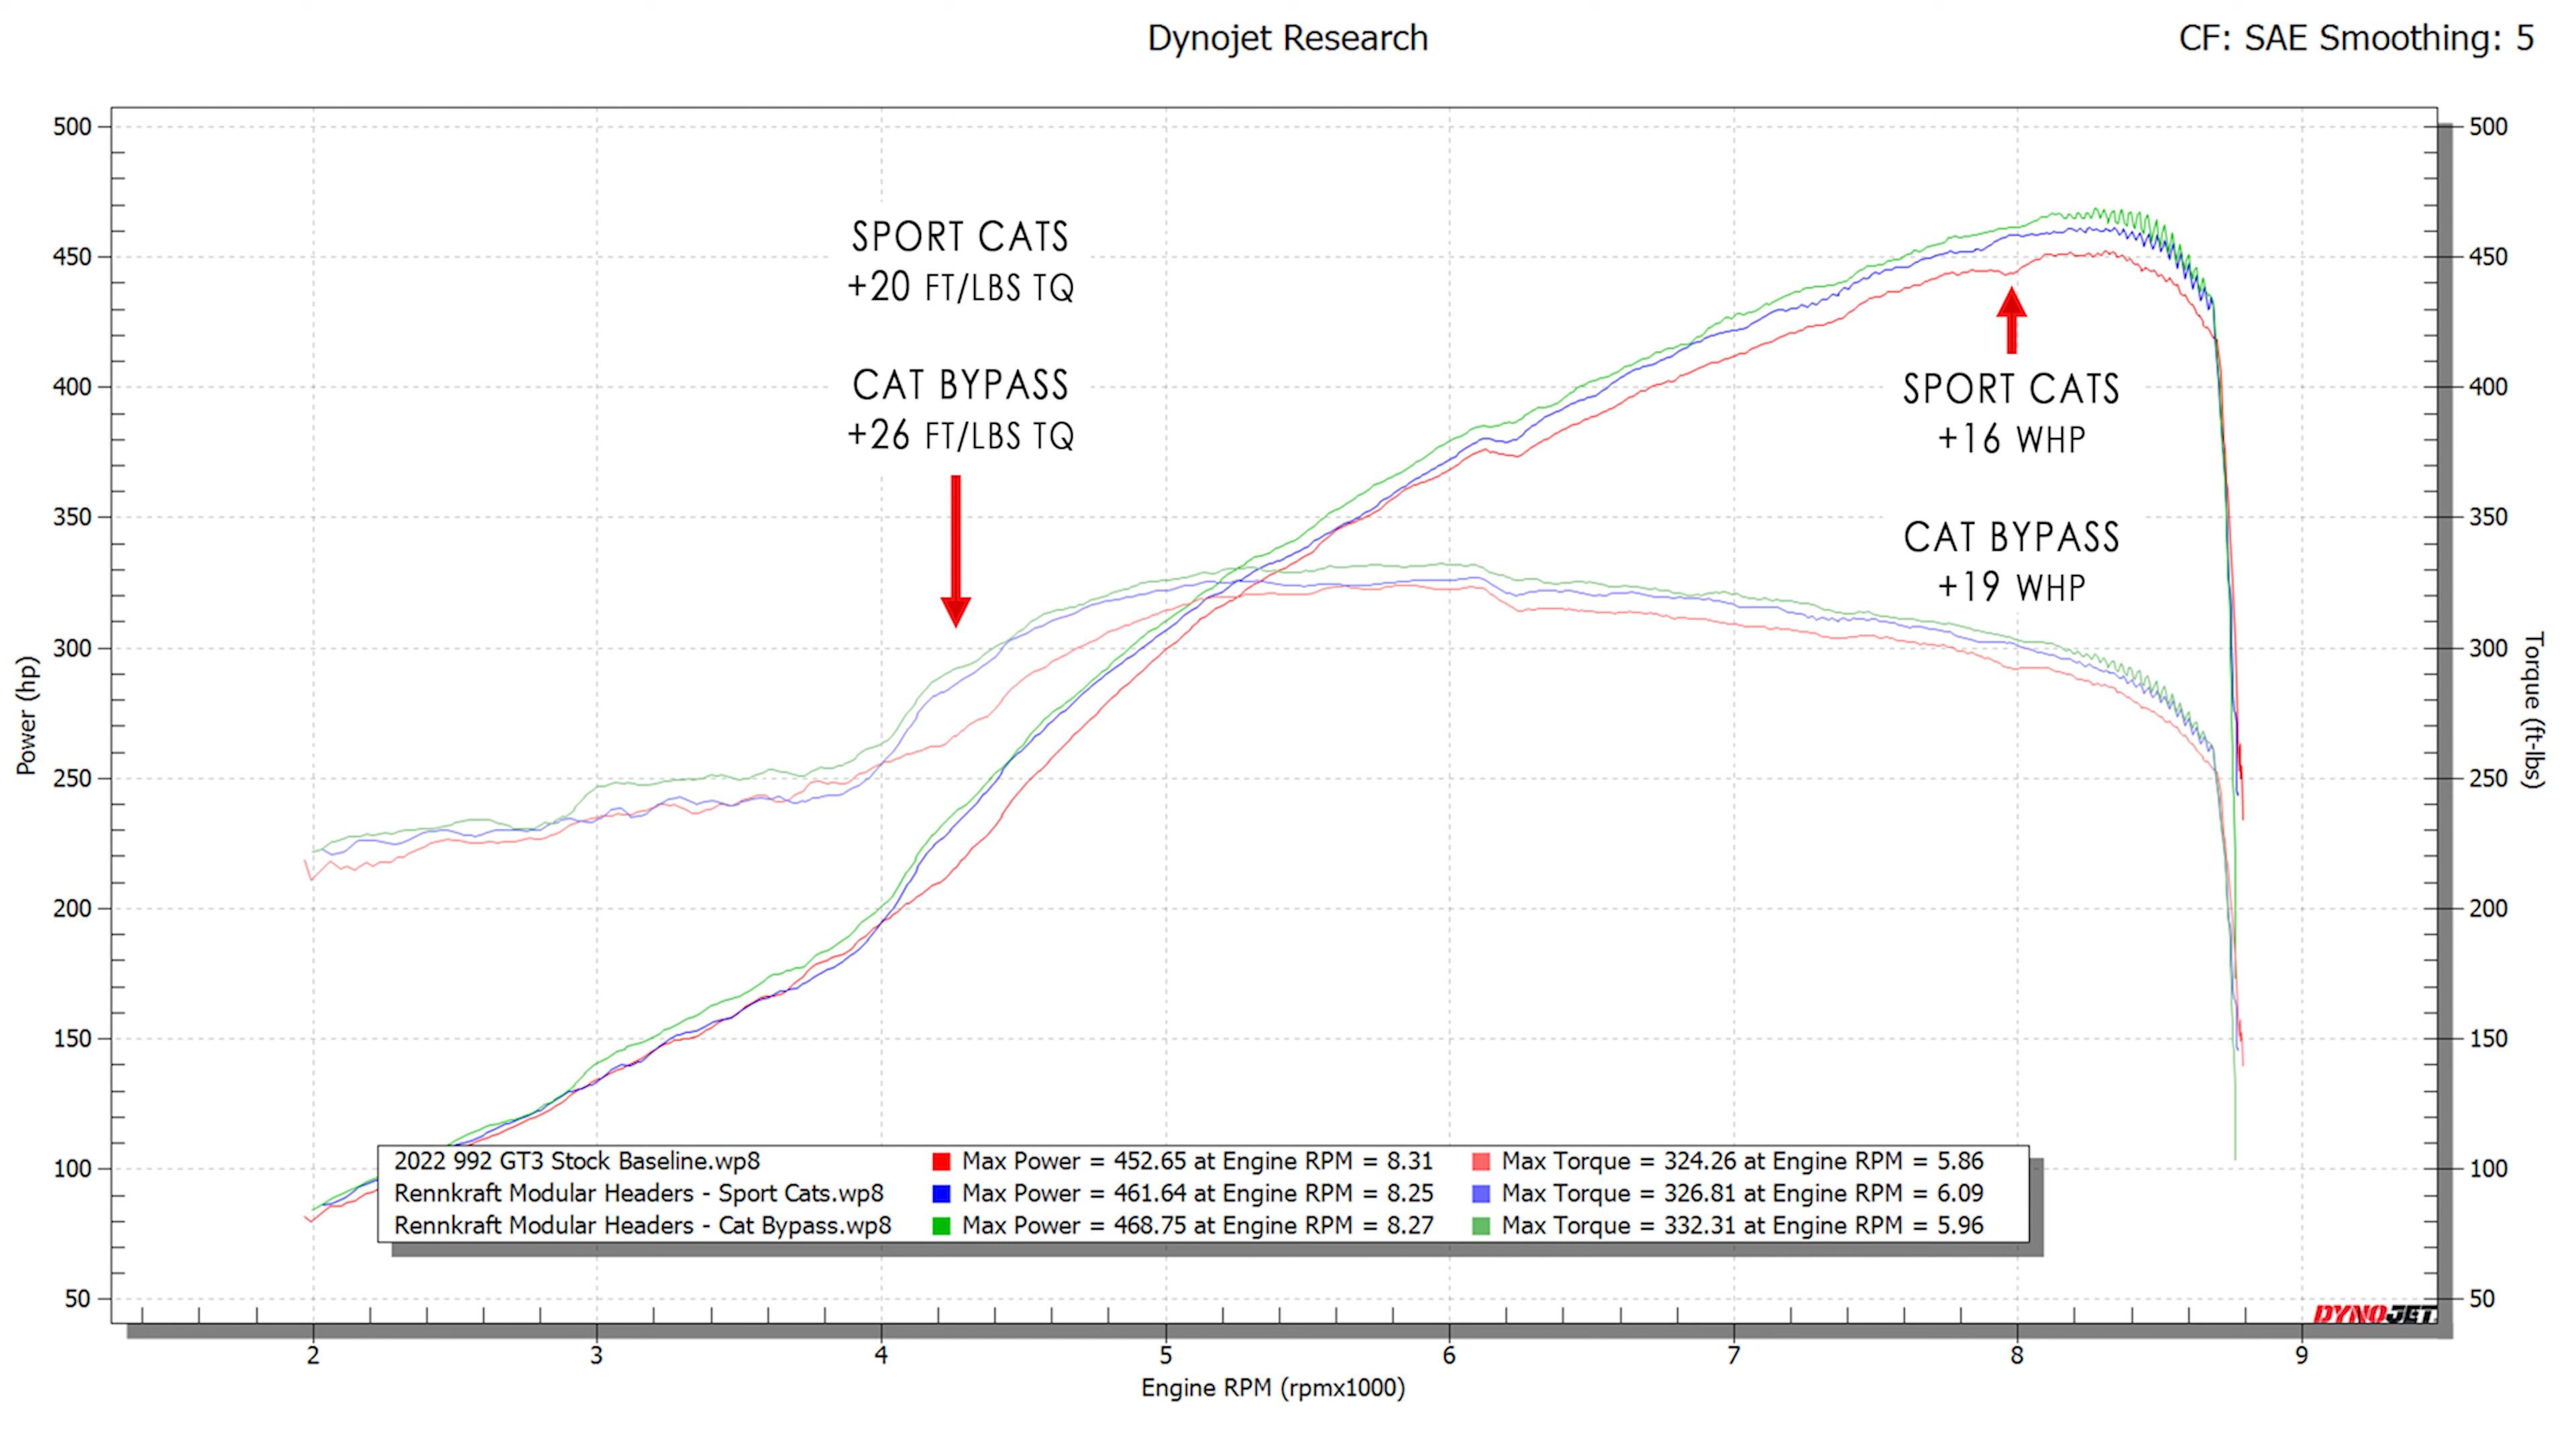 Dynojet Research
CF: SAE Smoothing: 5
SPORT CATS
+20 FT/LBS TQ
CAT BYPASS
+26 FT/LBS TQ
SPORT CATS
+16 WHP
CAT BYPASS
+19 WHP
500
450
400
350
300
250
200
150
100
50
Power (hp)
500
450
400
350
300
250
200
150
100
50
Torque (ft-lbs)
2022 992 GT3 Stock Baseline.wp8 Max Power = 452.65 at Engine RPM = 8.31 Max Torque = 324.26 at Engine RPM = 5.86
Rennkraft Modular Headers - Sport Cats.wp8 Max Power = 461.64 at Engine RPM = 8.25 Max Torque = 326.81 at Engine RPM = 6.09
Rennkraft Modular Headers - Cat Bypass.wp8 Max Power = 468.75 at Engine RPM = 8.27 Max Torque = 332.31 at Engine RPM = 5.96
DYNOJET
2 3 4 5 6 7 8 9
Engine RPM (rpmx1000)